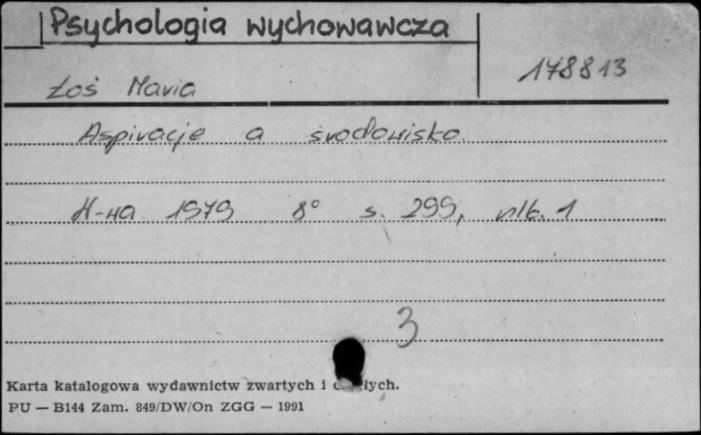 Psychologia wychowawcza
178813
Łoś Maria
Aspiracje a środowisko.
W-wa 1979 8° s. 299, nlb. 1
3
Karta katalogowa wydawnictw zwartych i
PU — B144 Zam. 849/DW/On ZGG — 1991